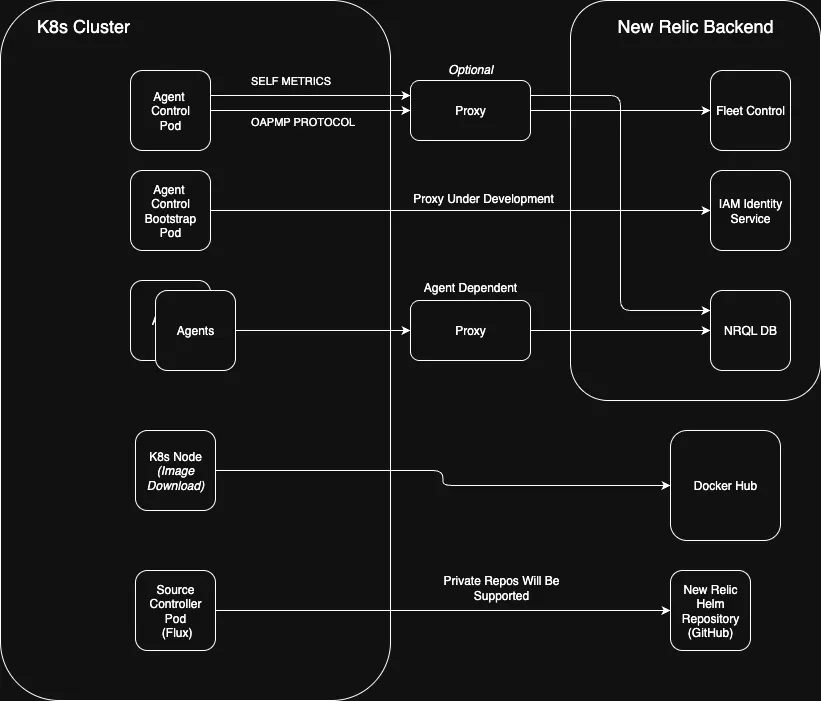 K8s Cluster
New Relic Backend
Optional
SELF METRICS
Agent
Control
Pod
Proxy
Fleet Control
OAPMP PROTOCOL
Agent
Control
Bootstrap
Pod
Proxy Under Development
IAM Identity
Service
Agent Dependent
A
Agents
Proxy
NRQL DB
K8s Node
(Image
Download)
Docker Hub
Source
Controller
Pod
(Flux)
Private Repos Will Be
Supported
New Relic
Helm
Repository
(GitHub)